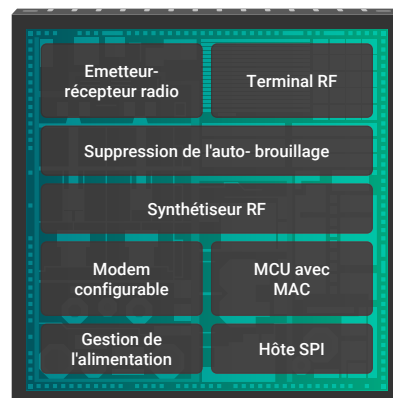 Emetteur-
récepteur radio
Terminal RF
Suppression de l'auto- brouillage
Synthétiseur RF
Modem
configurable
MCU avec
MAC
Gestion de
l'alimentation
Hôte SPI